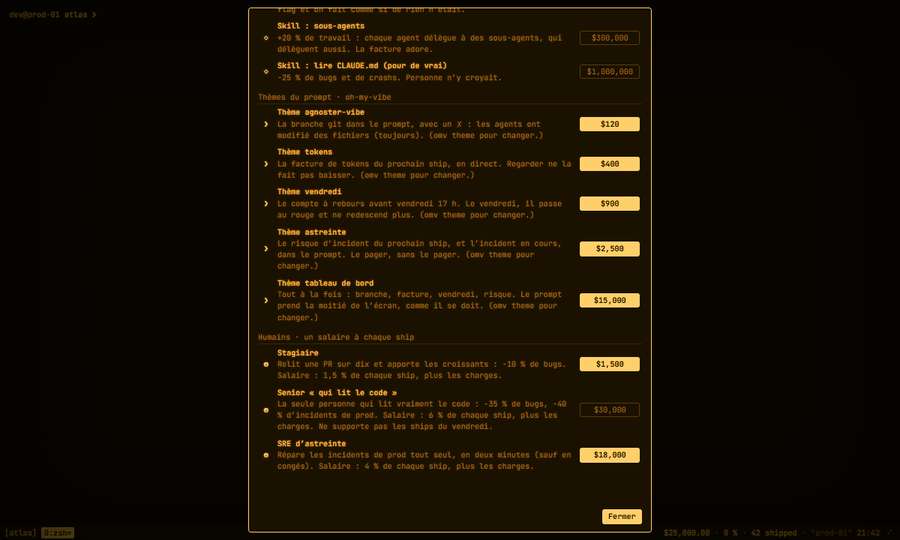 dev@prod-01 atlas ❯
flag et on fait comme si de rien n'était.
Skill : sous-agents
+20 % de travail : chaque agent délègue à des sous-agents, qui
délèguent aussi. La facture adore.
$300,000
Skill : lire CLAUDE.md (pour de vrai)
-25 % de bugs et de crashs. Personne n'y croyait.
$1,000,000
Thèmes du prompt · oh-my-vibe
Thème agnoster-vibe
La branche git dans le prompt, avec un ✗ : les agents ont
modifié des fichiers (toujours). (omv theme pour changer.)
$120
Thème tokens
La facture de tokens du prochain ship, en direct. Regarder ne la
fait pas baisser. (omv theme pour changer.)
$400
Thème vendredi
Le compte à rebours avant vendredi 17 h. Le vendredi, il passe
au rouge et ne redescend plus. (omv theme pour changer.)
$900
Thème astreinte
Le risque d'incident du prochain ship, et l'incident en cours,
dans le prompt. Le pager, sans le pager. (omv theme pour
changer.)
$2,500
Thème tableau de bord
Tout à la fois : branche, facture, vendredi, risque. Le prompt
prend la moitié de l'écran, comme il se doit. (omv theme pour
changer.)
$15,000
Humains · un salaire à chaque ship
Stagiaire
Relit une PR sur dix et apporte les croissants : -10 % de bugs.
Salaire : 1,5 % de chaque ship, plus les charges.
$1,500
Senior « qui lit le code »
La seule personne qui lit vraiment le code : -35 % de bugs, -40
% d'incidents de prod. Salaire : 6 % de chaque ship, plus les
charges. Ne supporte pas les ships du vendredi.
$30,000
SRE d'astreinte
Répare les incidents de prod tout seul, en deux minutes (sauf en
congés). Salaire : 4 % de chaque ship, plus les charges.
$18,000
Fermer
[atlas] 0:zsh* $25,000.00 · 0 % · 42 shipped · "prod-01" 21:42